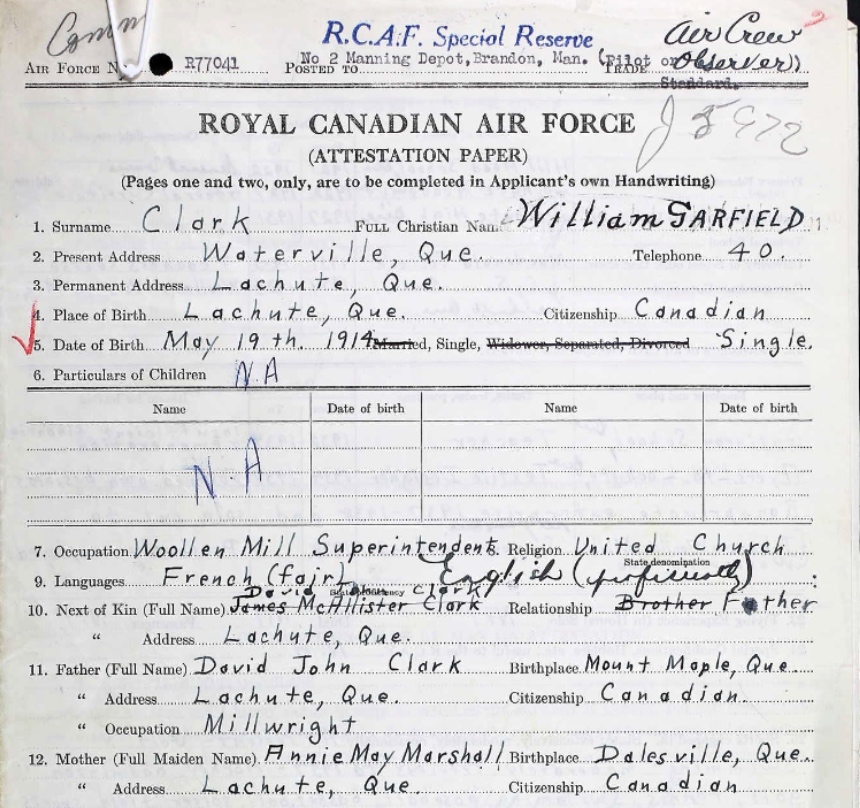 Comm
R.C.A.F. Special Reserve
Air Crew
AIR FORCE N R77041 POSTED TO No 2 Manning Depot, Brandon, Man. TRADE (Pilot or Observer)
Standard.
ROYAL CANADIAN AIR FORCE
J5972
(ATTESTATION PAPER)
(Pages one and two, only, are to be completed in Applicant's own Handwriting)
1. Surname Clark FULL Christian Nam William GARFIELD
2. Present Address Waterville, Que. Telephone 40.
3. Permanent Address Lachute, Que.
4. Place of Birth Lachute, Que. Citizenship Canadian
5. Date of Birth May 19th. 1914 Married, Single, Widower, Separated, Divorced Single.
6. Particulars of Children N A
Name Date of birth Name Date of birth
N A
7. Occupation Woollen Mill Superintendent. 8. Religion United Church
State denomination
9. Languages French (fair) English (proficiently)
David Clark
10. Next of Kin (Full Name) James McAllister Clark Relationship Brother Father
" Address Lachute, Que.
11. Father (Full Name) David John Clark Birthplace Mount Maple, Que.
" Address Lachute, Que. Citizenship Canadian.
" Occupation Millwright
12. Mother (Full Maiden Name) Annie May Marshall Birthplace Dalesville, Que.
" Address Lachute, Que. Citizenship Canadian